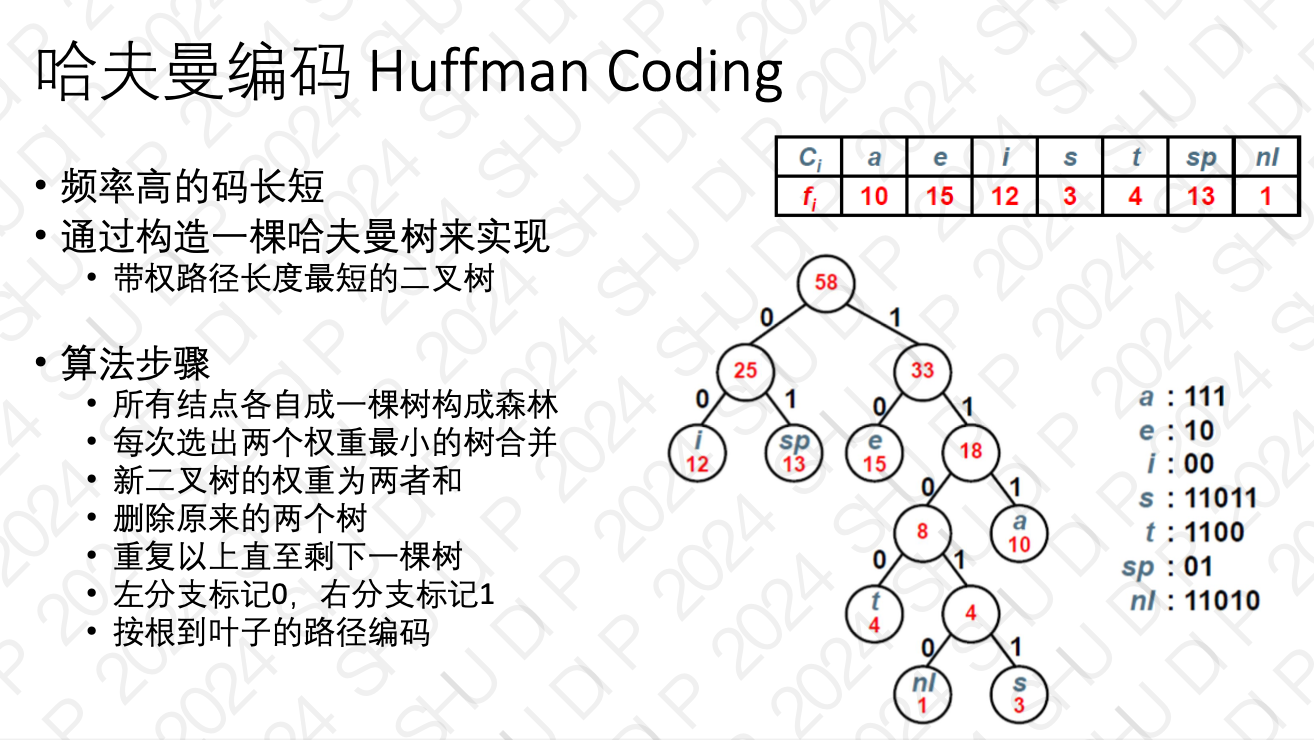 哈夫曼编码 Huffman Coding
• 频率高的码长短
• 通过构造一棵哈夫曼树来实现
• 带权路径长度最短的二叉树
• 算法步骤
• 所有结点各自成一棵树构成森林
• 每次选出两个权重最小的树合并
• 新二叉树的权重为两者和
• 删除原来的两个树
• 重复以上直至剩下一棵树
• 左分支标记0，右分支标记1
• 按根到叶子的路径编码
Ci a e i s t sp nl
fi 10 15 12 3 4 13 1
58
0 1
25 33
0 1 0 1
i sp e 18
12 13 15
0 1
8 a
10
0 1
t 4
4
0 1
nl s
1 3
a : 111
e : 10
i : 00
s : 11011
t : 1100
sp : 01
nl : 11010
SHU DIP 2024